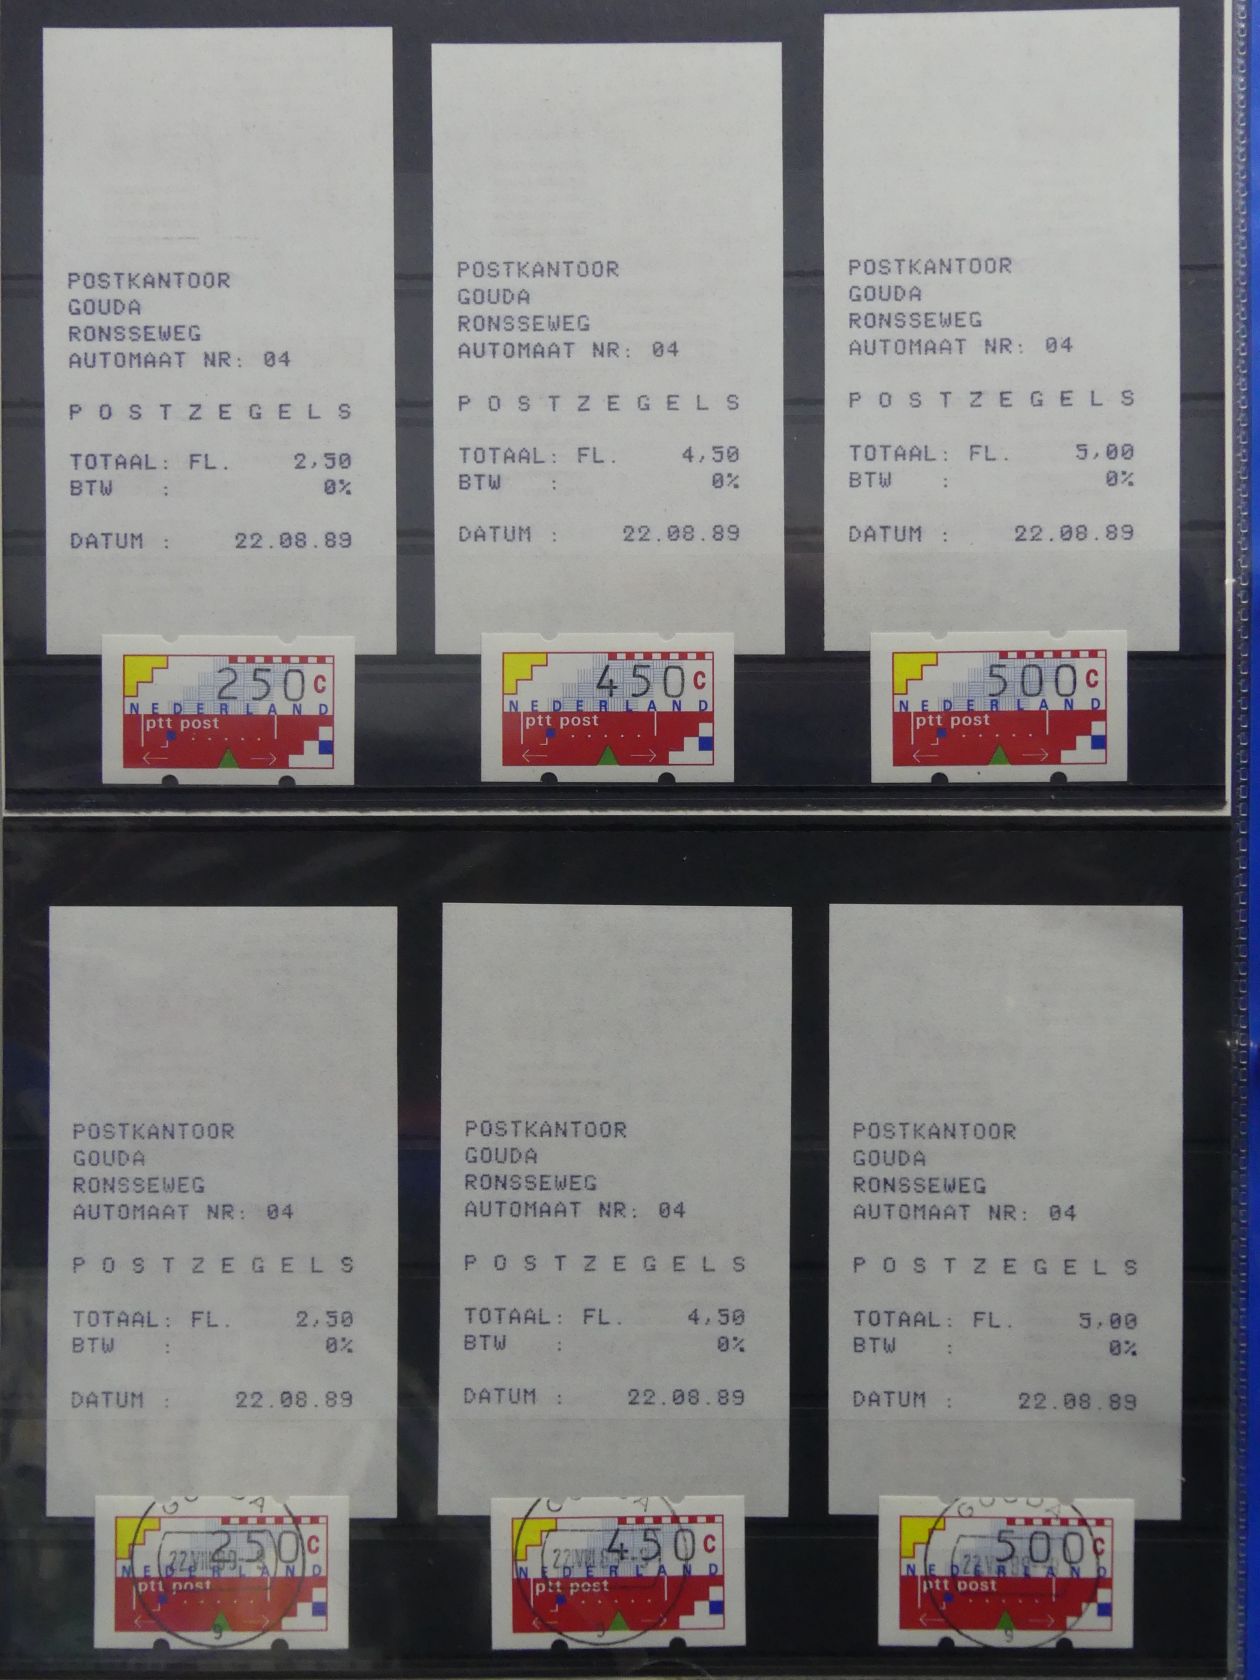 POSTKANTOOR
GOUDA
RONSSEWEG
AUTOMAAT NR: 04
P O S T Z E G E L S
TOTAAL: FL. 2,50
BTW : 0%
DATUM : 22.08.89
250 C
NEDERLAND
ptt post
POSTKANTOOR
GOUDA
RONSSEWEG
AUTOMAAT NR: 04
P O S T Z E G E L S
TOTAAL: FL. 4,50
BTW : 0%
DATUM : 22.08.89
450 C
NEDERLAND
ptt post
POSTKANTOOR
GOUDA
RONSSEWEG
AUTOMAAT NR: 04
P O S T Z E G E L S
TOTAAL: FL. 5,00
BTW : 0%
DATUM : 22.08.89
500 C
NEDERLAND
ptt post
POSTKANTOOR
GOUDA
RONSSEWEG
AUTOMAAT NR: 04
P O S T Z E G E L S
TOTAAL: FL. 2,50
BTW : 0%
DATUM : 22.08.89
250 C
NEDERLAND
ptt post
9
POSTKANTOOR
GOUDA
RONSSEWEG
AUTOMAAT NR: 04
P O S T Z E G E L S
TOTAAL: FL. 4,50
BTW : 0%
DATUM : 22.08.89
450 C
NEDERLAND
ptt post
POSTKANTOOR
GOUDA
RONSSEWEG
AUTOMAAT NR: 04
P O S T Z E G E L S
TOTAAL: FL. 5,00
BTW : 0%
DATUM : 22.08.89
GOUDA
500 C
NEDERLAND
ptt post
9